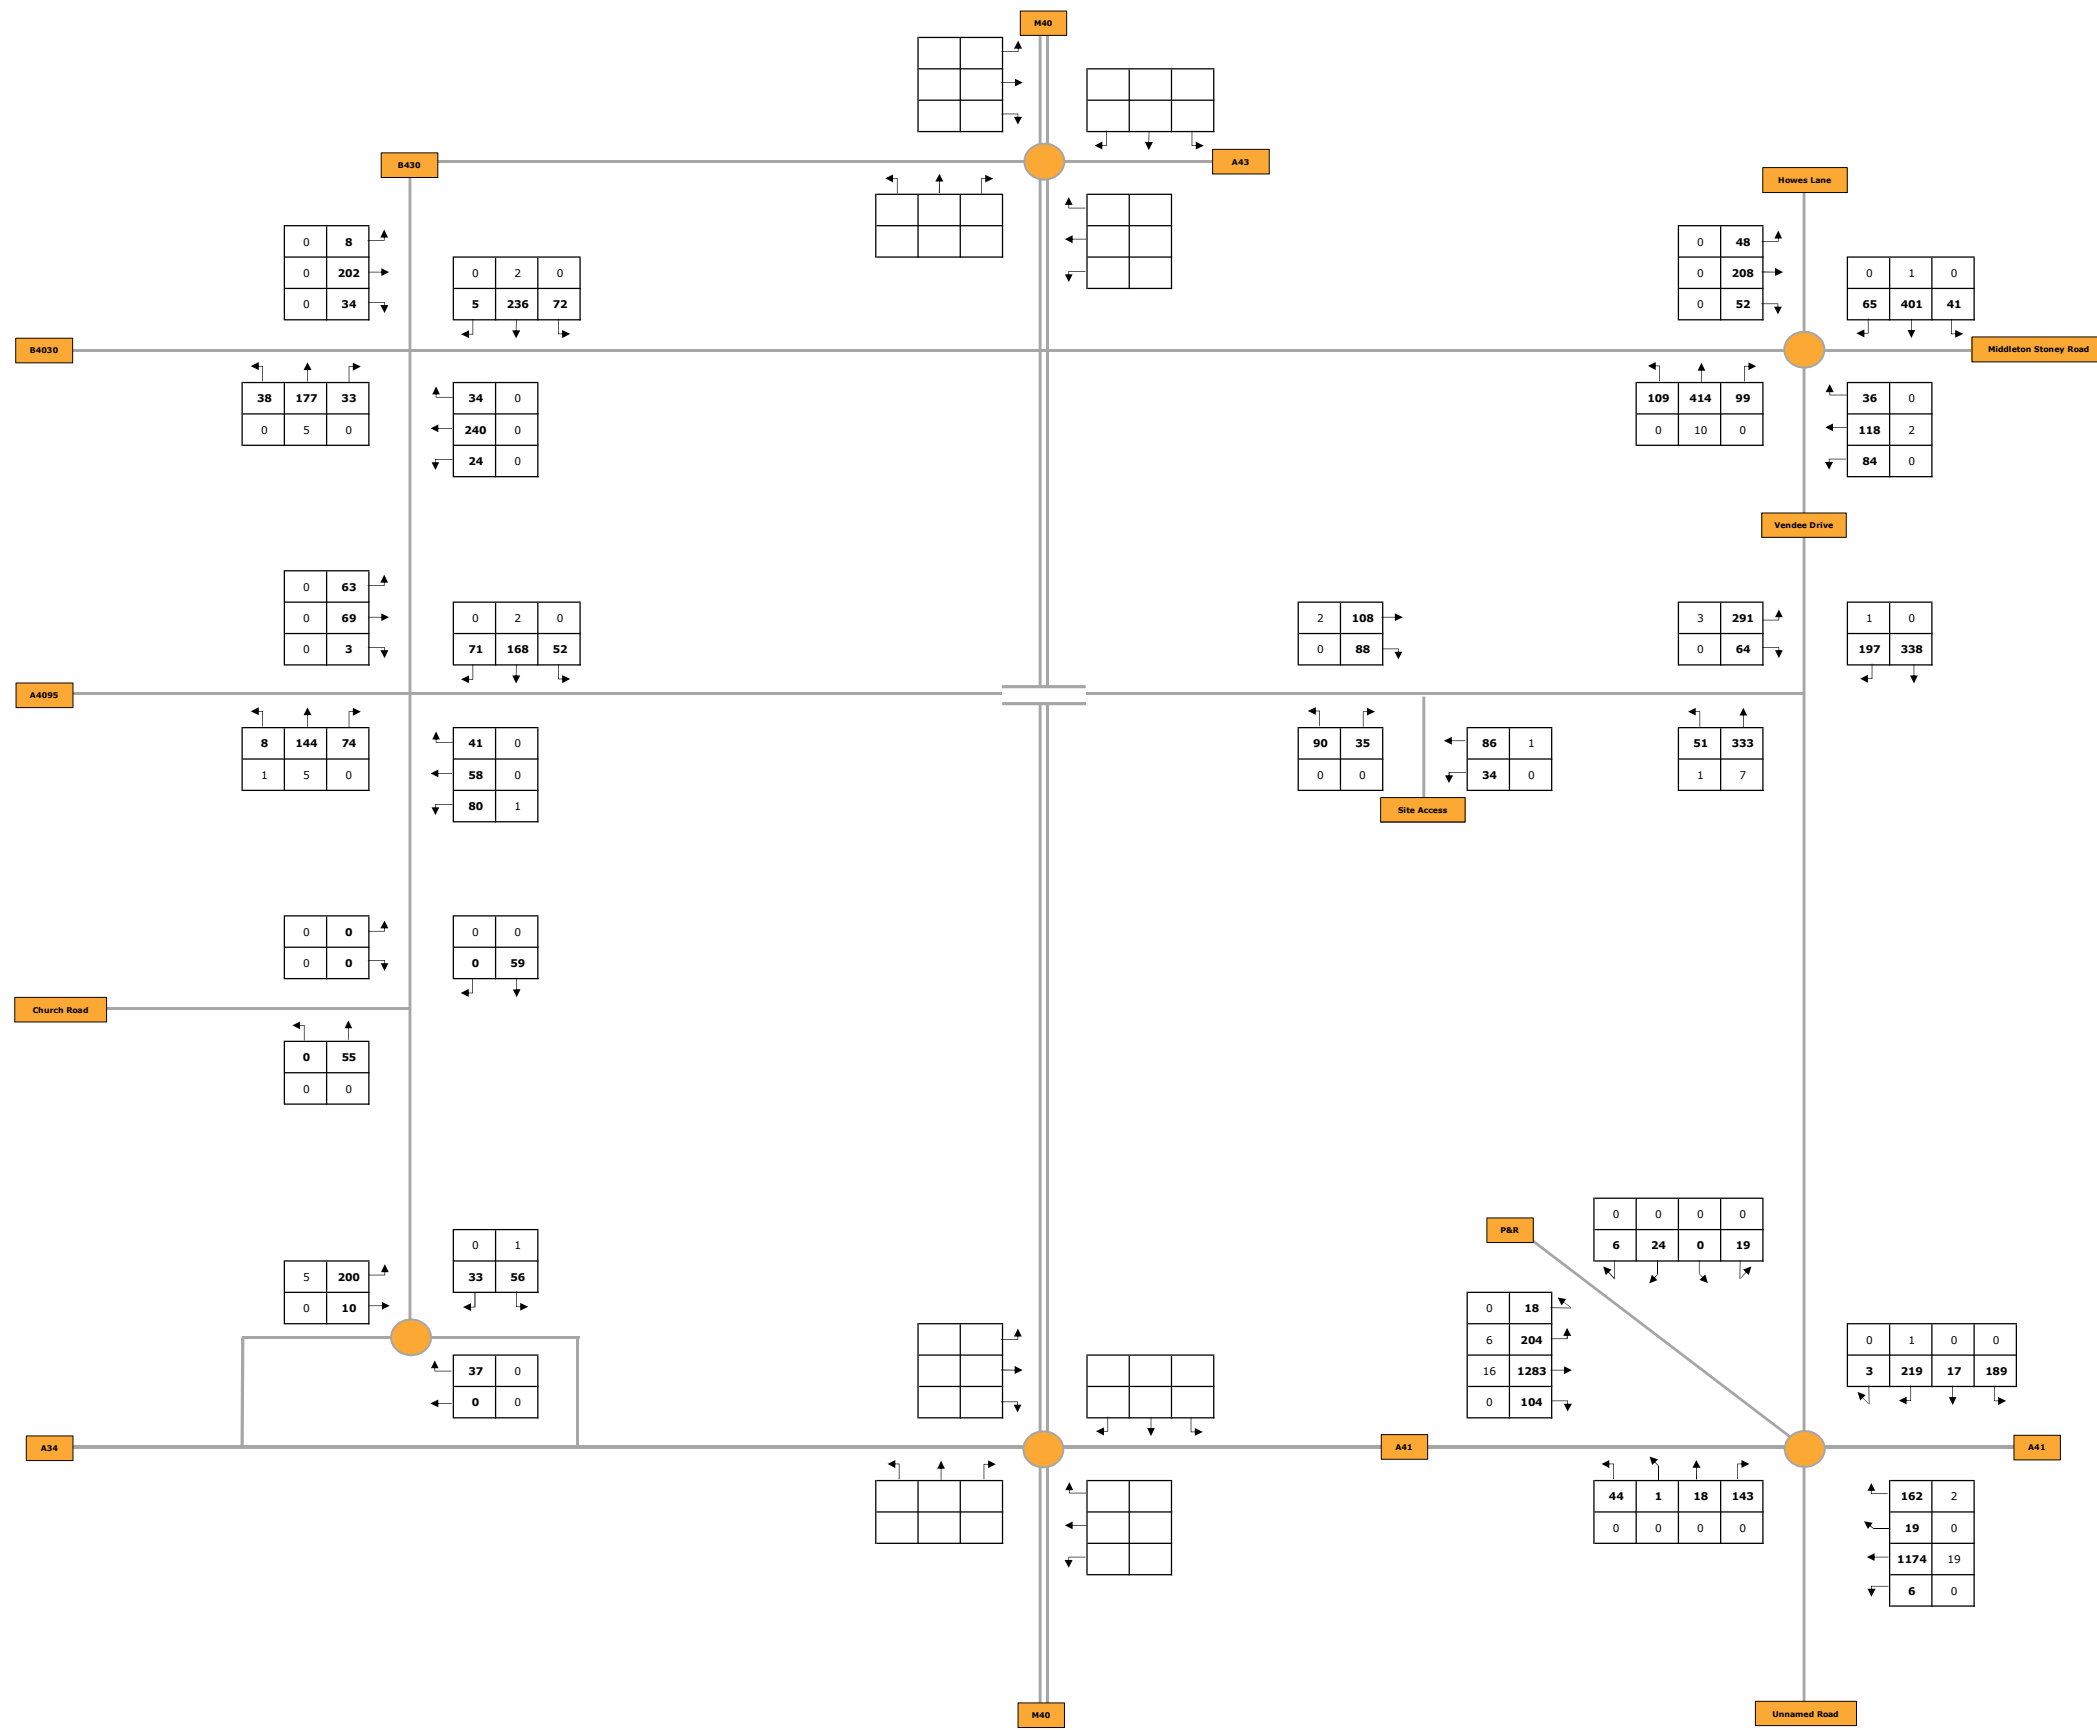 M40
B430
A43
Howes Lane
0 8
0 202
0 34
0 2 0
5 236 72
0 48
0 208
0 52
0 1 0
65 401 41
B4030
Middleton Stoney Road
38 177 33
0 5 0
34 0
240 0
24 0
109 414 99
0 10 0
36 0
118 2
84 0
Vendee Drive
0 63
0 69
0 3
0 2 0
71 168 52
2 108
0 88
3 291
0 64
1 0
197 338
A4095
8 144 74
1 5 0
41 0
58 0
80 1
90 35
0 0
86 1
34 0
51 333
1 7
Site Access
0 0
0 0
0 0
0 59
Church Road
0 55
0 0
P&R
0 0 0 0
6 24 0 19
5 200
0 10
0 1
33 56
0 18
6 204
16 1283
0 104
0 1 0 0
3 219 17 189
37 0
0 0
A34
A41
A41
44 1 18 143
0 0 0 0
162 2
19 0
1174 19
6 0
M40
Unnamed Road